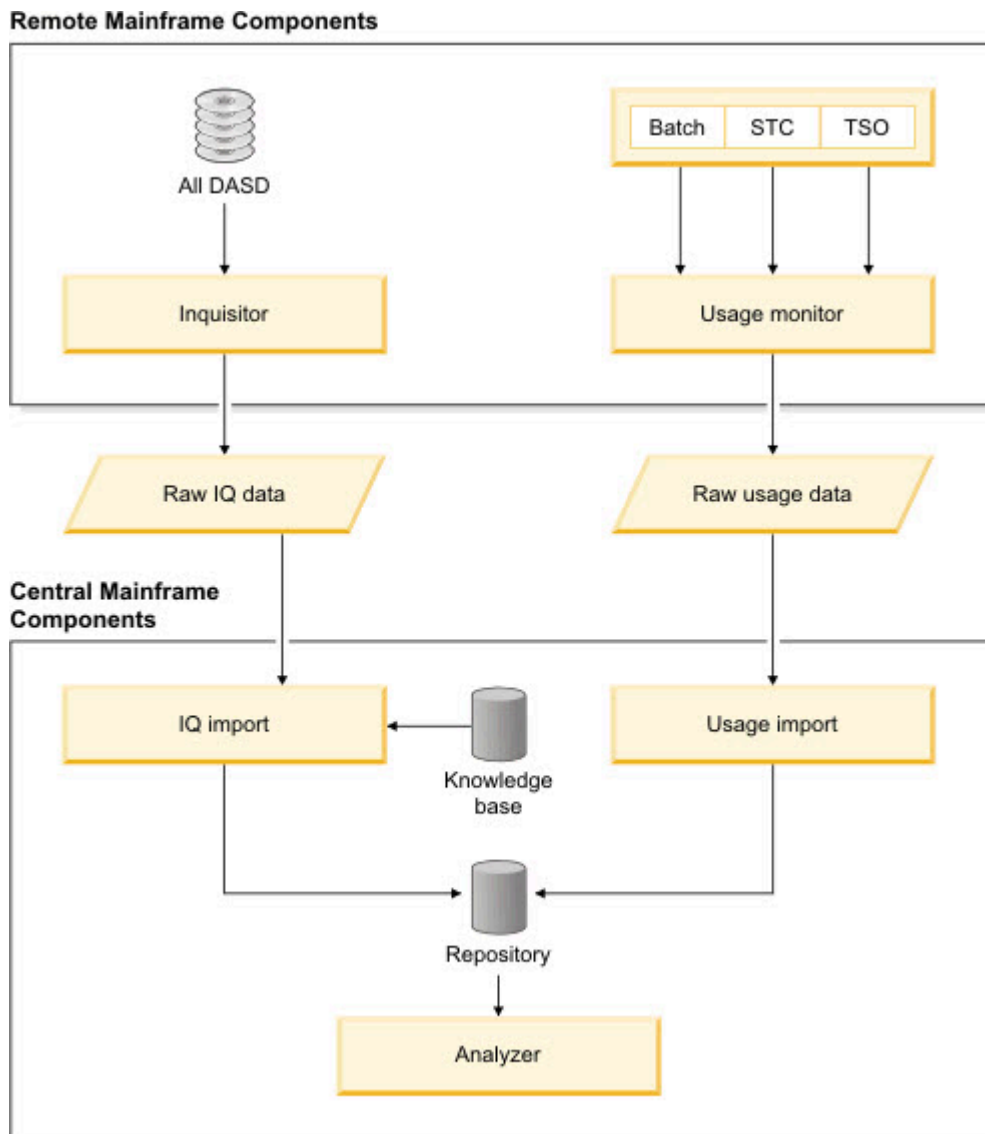 Remote Mainframe Components
Batch STC TSO
All DASD
Inquisitor
Usage monitor
Raw IQ data
Raw usage data
Central Mainframe
Components
IQ import
Usage import
Knowledge
base
Repository
Analyzer